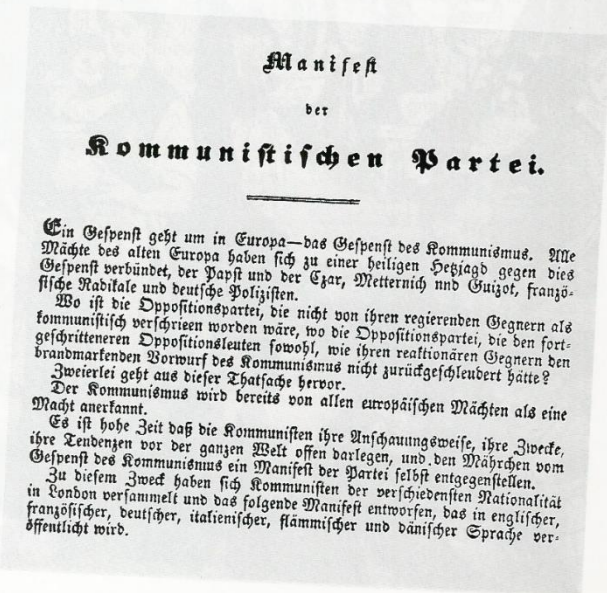 Manifest
der
Kommunistischen Partei.
Ein Gespenst geht um in Europa—das Gespenst des Kommunismus. Alle
Mächte des alten Europa haben sich zu einer heiligen Hetzjagd gegen dies
Gespenst verbündet, der Papst und der Czar, Metternich nnd Guizot, franzö-
sische Radikale und deutsche Polizisten.
Wo ist die Oppositionspartei, die nicht von ihren regierenden Gegnern als
kommunistisch verschrieen worden wäre, wo die Oppositionspartei, die den fort-
geschritteneren Oppositionsleuten sowohl, wie ihren reaktionären Gegnern den
brandmarkenden Vorwurf des Kommunismus nicht zurückgeschleudert hätte?
Zweierlei geht aus dieser Thatsache hervor.
Der Kommunismus wird bereits von allen europäischen Mächten als eine
Macht anerkannt.
Es ist hohe Zeit daß die Kommunisten ihre Anschauungsweise, ihre Zwecke,
ihre Tendenzen vor der ganzen Welt offen darlegen, und den Mährchen vom
Gespenst des Kommunismus ein Manifest der Partei selbst entgegenstellen.
Zu diesem Zweck haben sich Kommunisten der verschiedensten Nationalität
in London versammelt und das folgende Manifest entworfen, das in englischer,
französischer, deutscher, italienischer, flämmischer und dänischer Sprache ver-
öffentlicht wird.